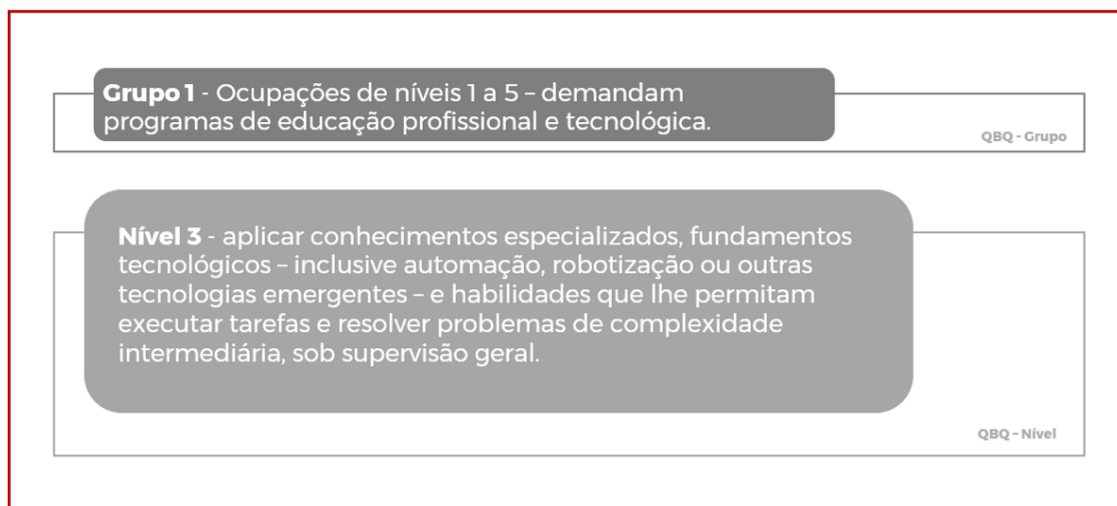 Grupo 1 - Ocupações de níveis 1 a 5 – demandam
programas de educação profissional e tecnológica.
QBQ - Grupo
Nível 3 - aplicar conhecimentos especializados, fundamentos
tecnológicos – inclusive automação, robotização ou outras
tecnologias emergentes – e habilidades que lhe permitam
executar tarefas e resolver problemas de complexidade
intermediária, sob supervisão geral.
QBQ – Nível